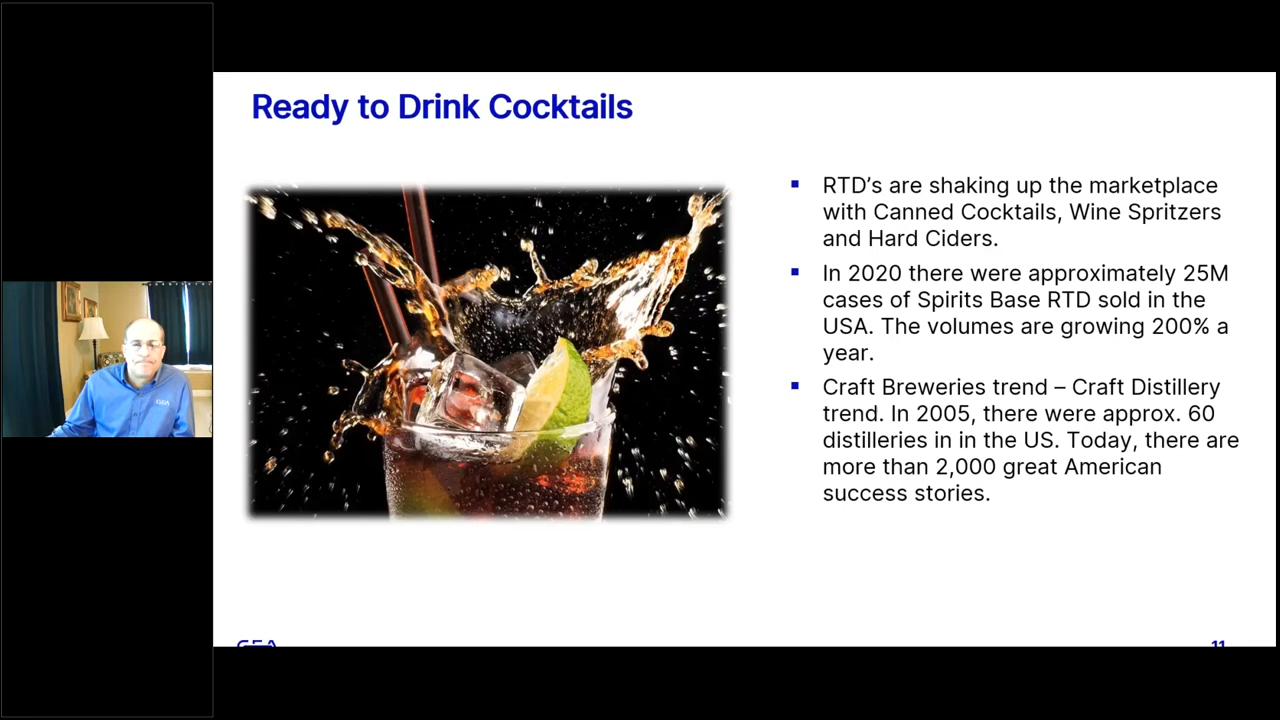 Ready to Drink Cocktails
RTD’s are shaking up the marketplace
with Canned Cocktails, Wine Spritzers
and Hard Ciders.
In 2020 there were approximately 25M
cases of Spirits Base RTD sold in the
USA. The volumes are growing 200% a
year.
Craft Breweries trend – Craft Distillery
trend. In 2005, there were approx. 60
distilleries in in the US. Today, there are
more than 2,000 great American
success stories.
GEA
GEA
11